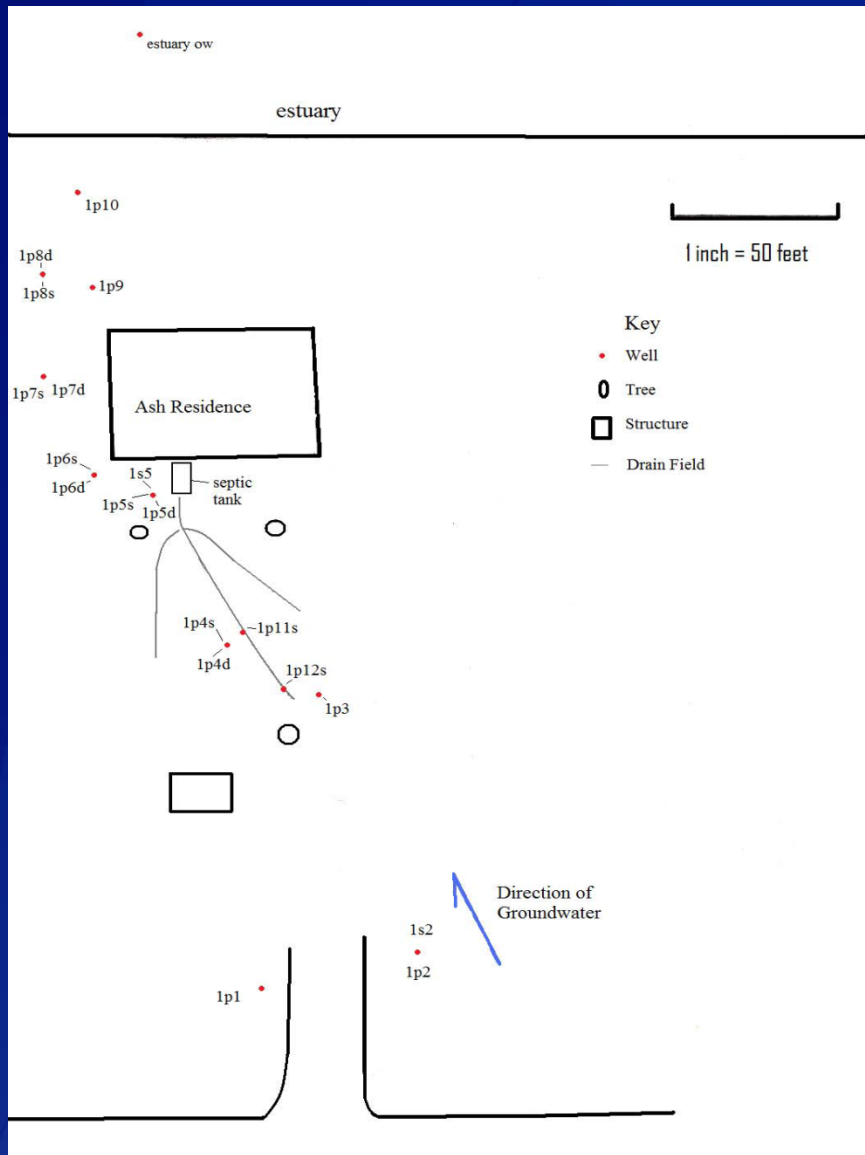 estuary ow
estuary
1p10
1 inch = 50 feet
1p8d
1p8s
1p9
Key
Well
Tree
Structure
Drain Field
Ash Residence
1p7s
1p7d
1p6s
1p6d
1s5
1p5s
1p5d
septic
tank
1p4s
1p4d
1p11s
1p12s
1p3
Direction of
Groundwater
1s2
1p2
1p1